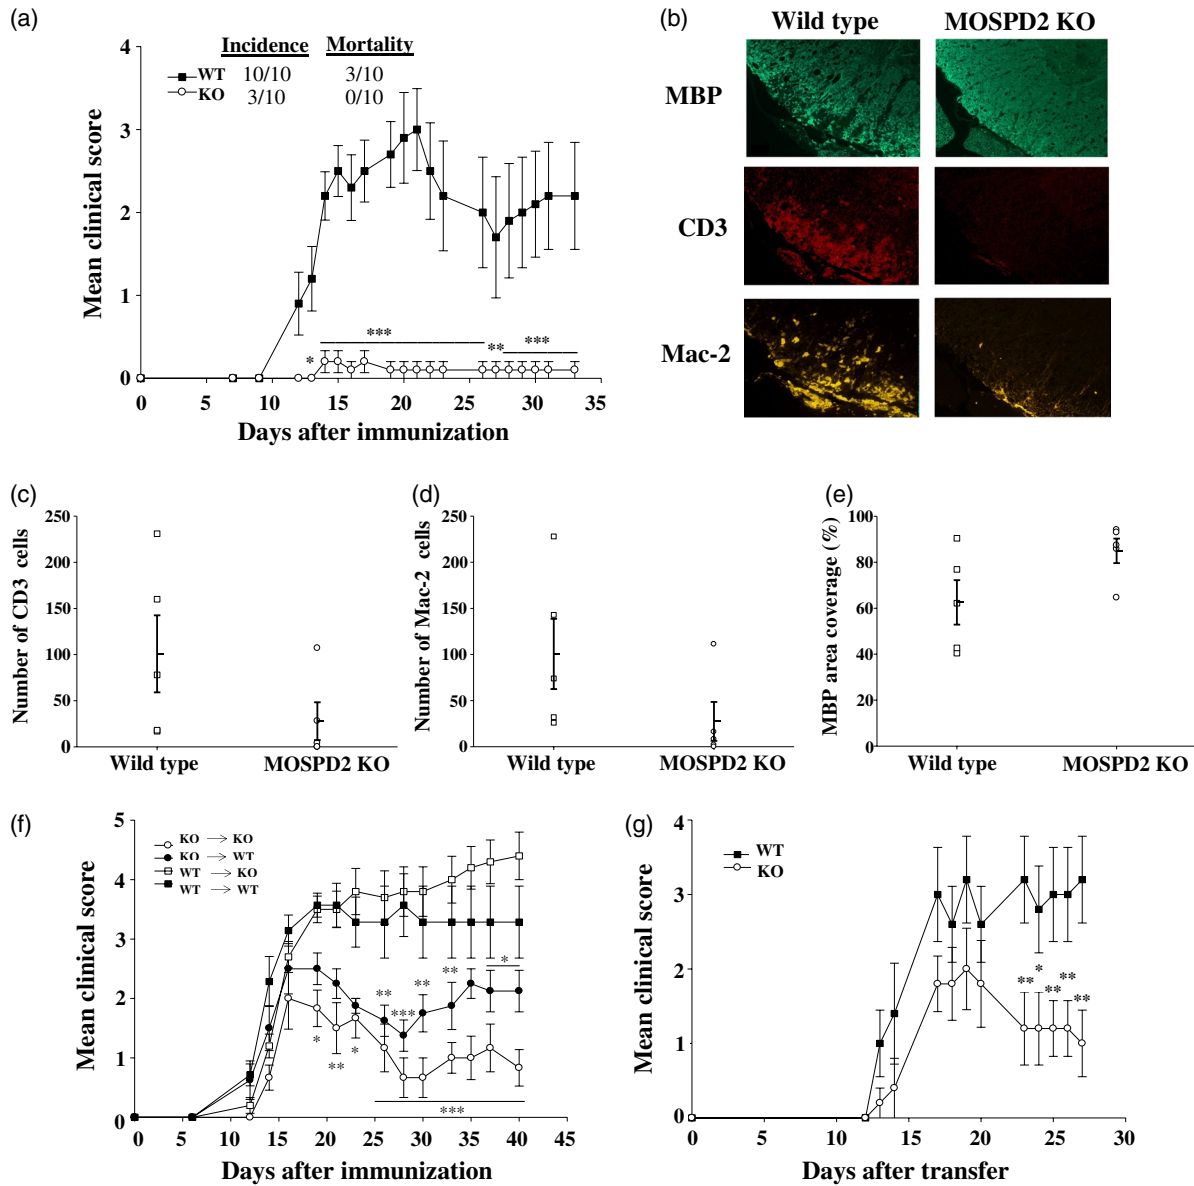 (a)
Incidence Mortality
WT 10/10 3/10
KO 3/10 0/10
4
3
2
1
0
Mean clinical score
*
***
**
***
0 5 10 15 20 25 30 35
Days after immunization
(b)
Wild type MOSPD2 KO
MBP
CD3
Mac-2
(c)
250
200
150
100
50
0
Number of CD3 cells
Wild type MOSPD2 KO
(d)
250
200
150
100
50
0
Number of Mac-2 cells
Wild type MOSPD2 KO
(e)
100
80
60
40
20
0
MBP area coverage (%)
Wild type MOSPD2 KO
(f)
KO → KO
KO → WT
WT → KO
WT → WT
5
4
3
2
1
0
Mean clinical score
*
**
*
**
***
**
**
*
***
0 5 10 15 20 25 30 35 40 45
Days after immunization
(g)
WT
KO
4
3
2
1
0
Mean clinical score
**
*
**
**
**
0 5 10 15 20 25 30
Days after transfer